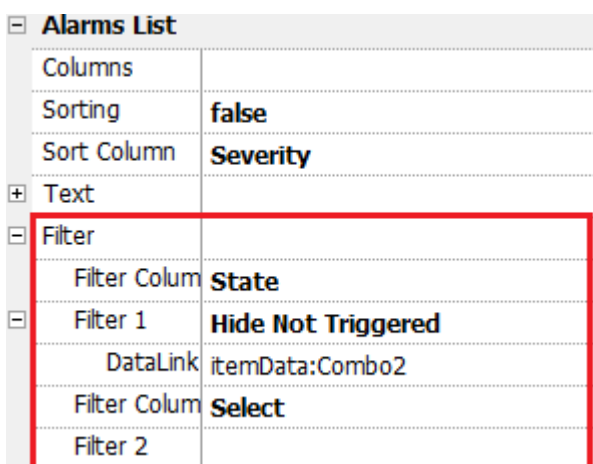 Alarms List
Columns
Sorting false
Sort Column Severity
Text
Filter
Filter Colum State
Filter 1 Hide Not Triggered
DataLink itemData:Combo2
Filter Colum Select
Filter 2